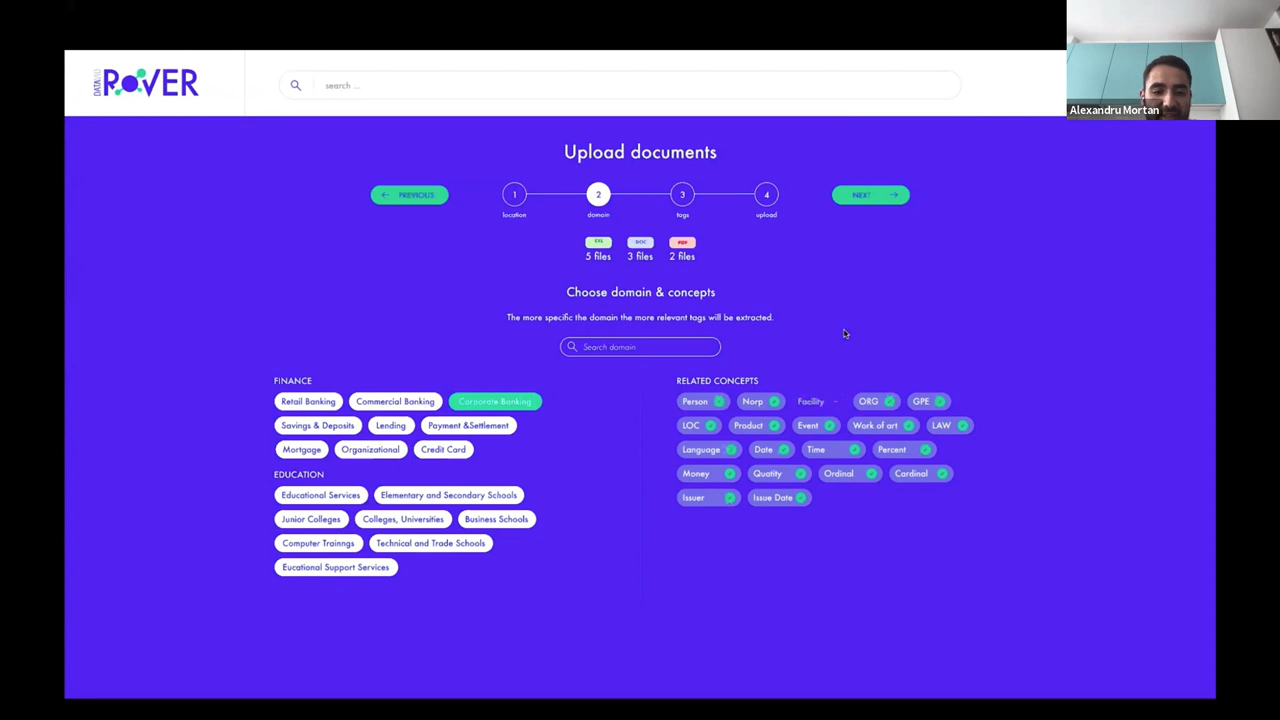 DATA ROVER
search ...
Alexandru Mortan
Upload documents
PREVIOUS
1
2
3
4
NEXT
location
domain
tags
upload
EXL
DOC
PDF
5 files
3 files
2 files
Choose domain & concepts
The more specific the domain the more relevant tags will be extracted.
Search domain
FINANCE
Retail Banking
Commercial Banking
Corporate Banking
Savings & Deposits
Lending
Payment &Settlement
Mortgage
Organizational
Credit Card
EDUCATION
Educational Services
Elementary and Secondary Schools
Junior Colleges
Colleges, Universities
Business Schools
Computer Trainngs
Technical and Trade Schools
Eucational Support Services
RELATED CONCEPTS
Person
Norp
Facility
ORG
GPE
LOC
Product
Event
Work of art
LAW
Language
Date
Time
Percent
Money
Quatity
Ordinal
Cardinal
Issuer
Issue Date